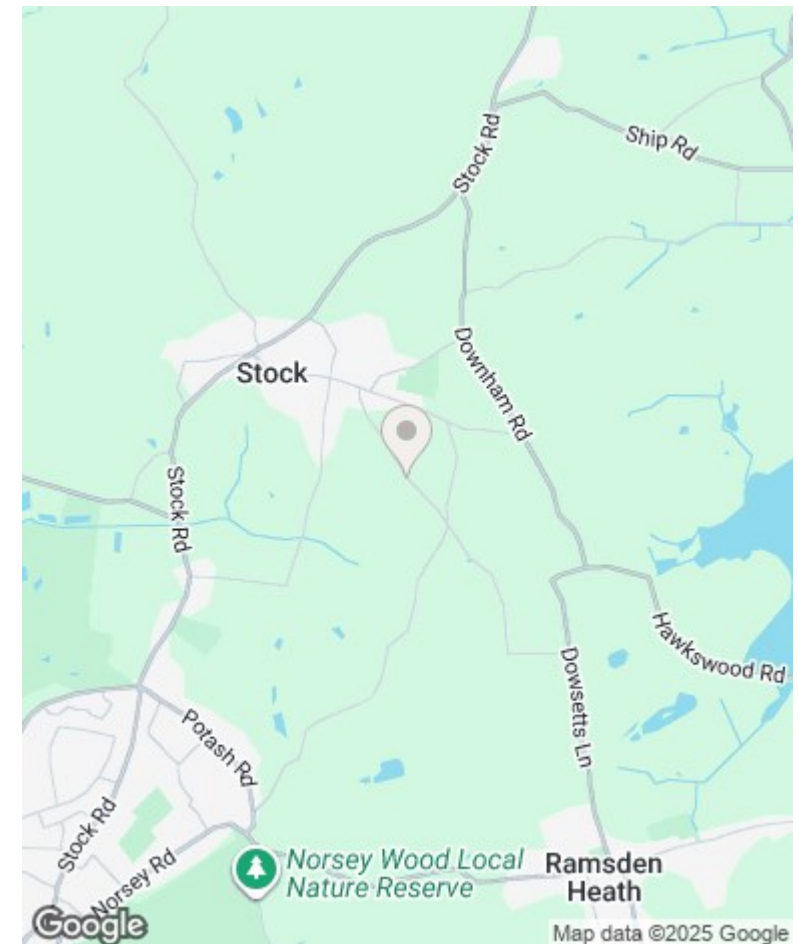 Stock Rd
Ship Rd
Stock
Downham Rd
Stock Rd
Hawkswood Rd
Dowsetts Ln
Potash Rd
Stock Rd
Norsey Rd
Norsey Wood Local
Nature Reserve
Ramsden
Heath
Google
Map data ©2025 Google